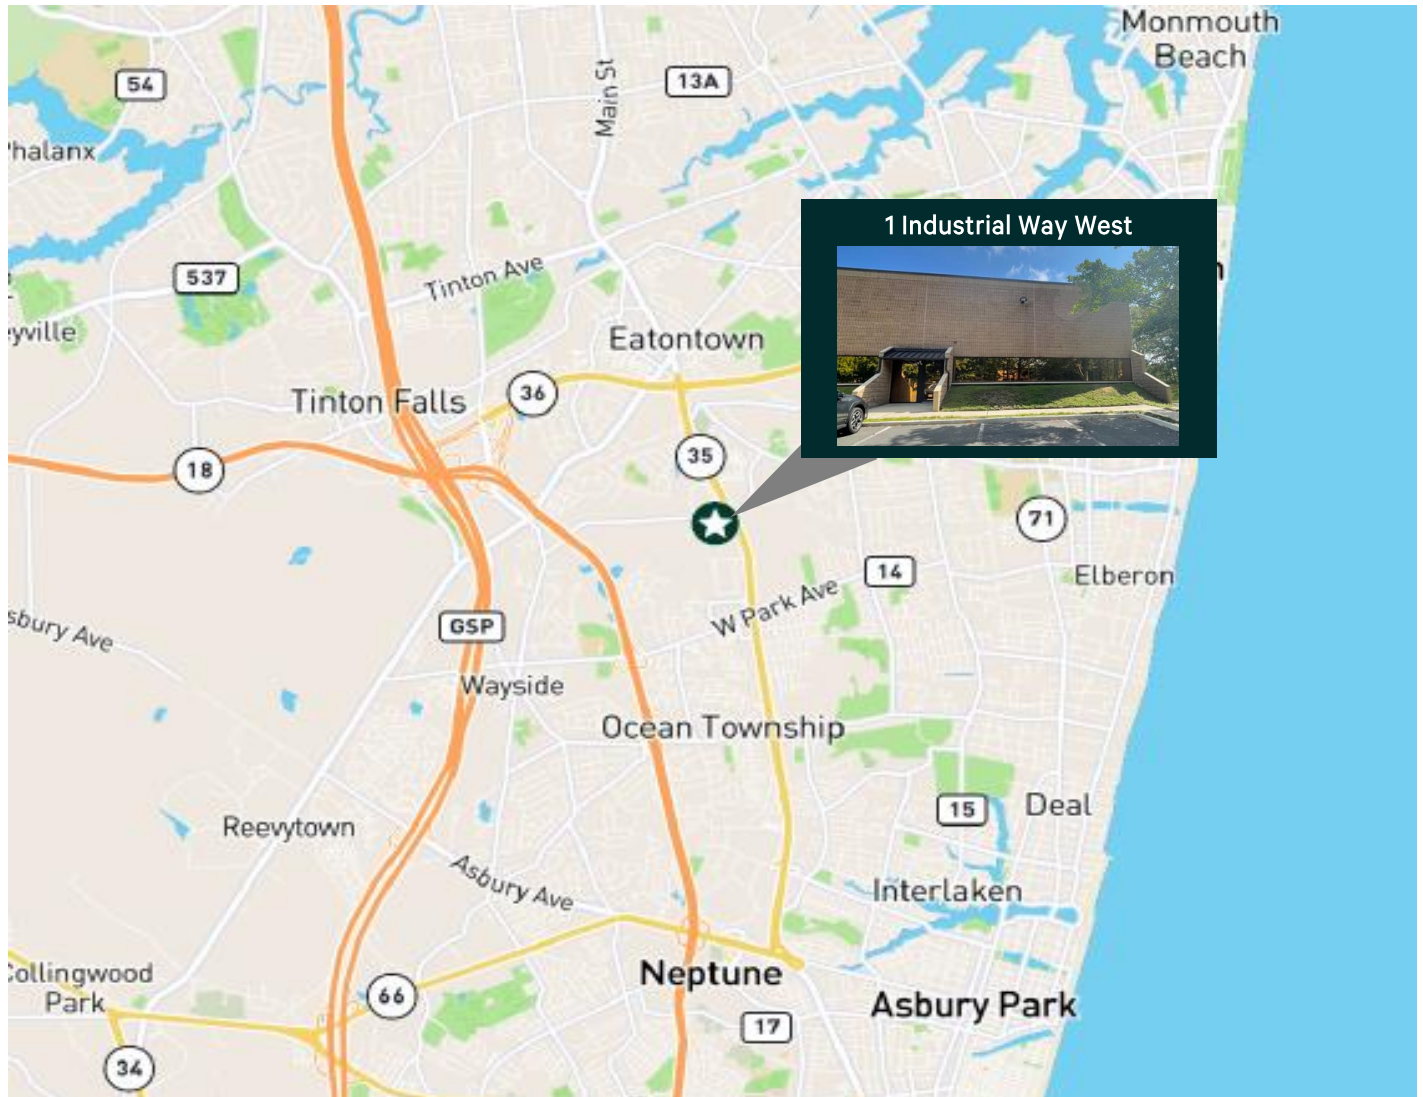 Monmouth
Beach
54
13A
Main St
Phalanx
1 Industrial Way West
537
Tinton Ave
eyville
Eatontown
36
Tinton Falls
35
18
71
14
Elberon
W Park Ave
sbury Ave
GSP
Wayside
Ocean Township
15
Deal
Reevytown
Asbury Ave
Interlaken
Collingwood
Park
Neptune
66
Asbury Park
17
34